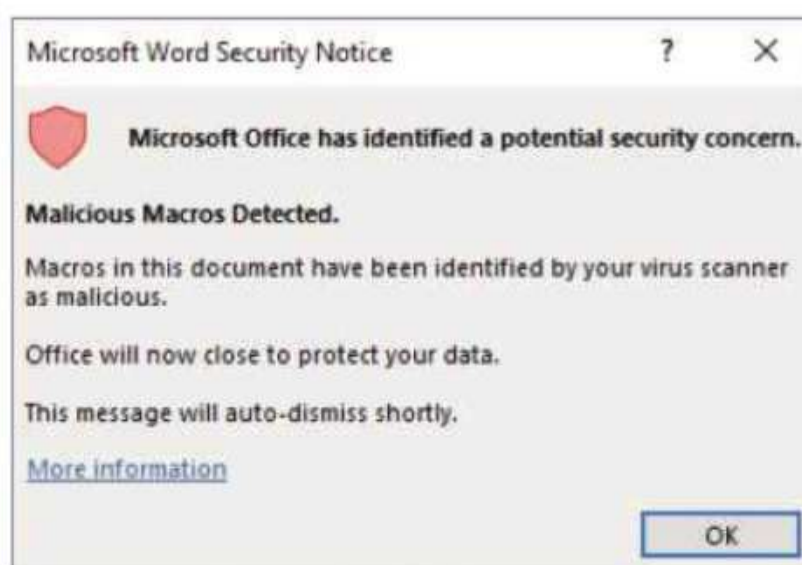 Microsoft Word Security Notice ? ×
Microsoft Office has identified a potential security concern.
Malicious Macros Detected.
Macros in this document have been identified by your virus scanner
as malicious.
Office will now close to protect your data.
This message will auto-dismiss shortly.
More information
OK